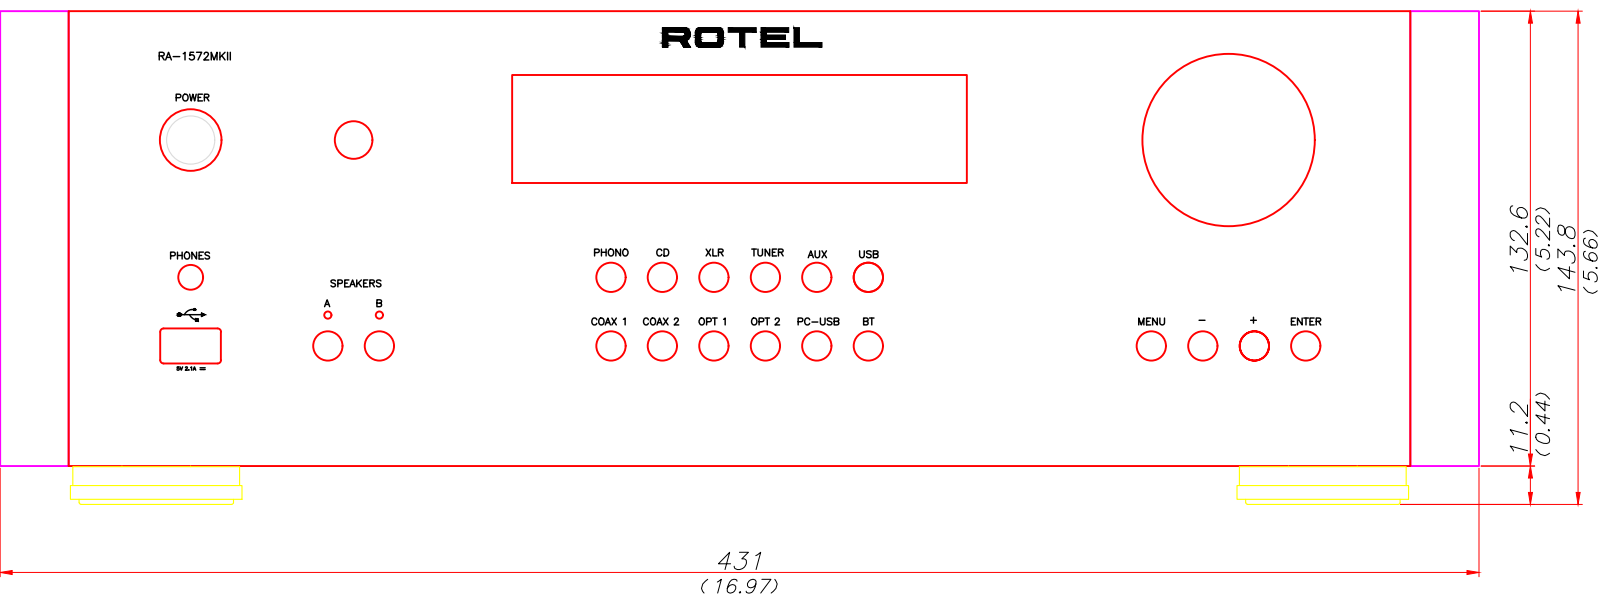 ROTEL
RA-1572MKII
POWER
PHONES
SPEAKERS
A B
5V 2.1A
PHONO CD XLR TUNER AUX USB
COAX 1 COAX 2 OPT 1 OPT 2 PC-USB BT
MENU - + ENTER
132.6
(5.22)
143.8
(5.66)
11.2
(0.44)
431
(16.97)